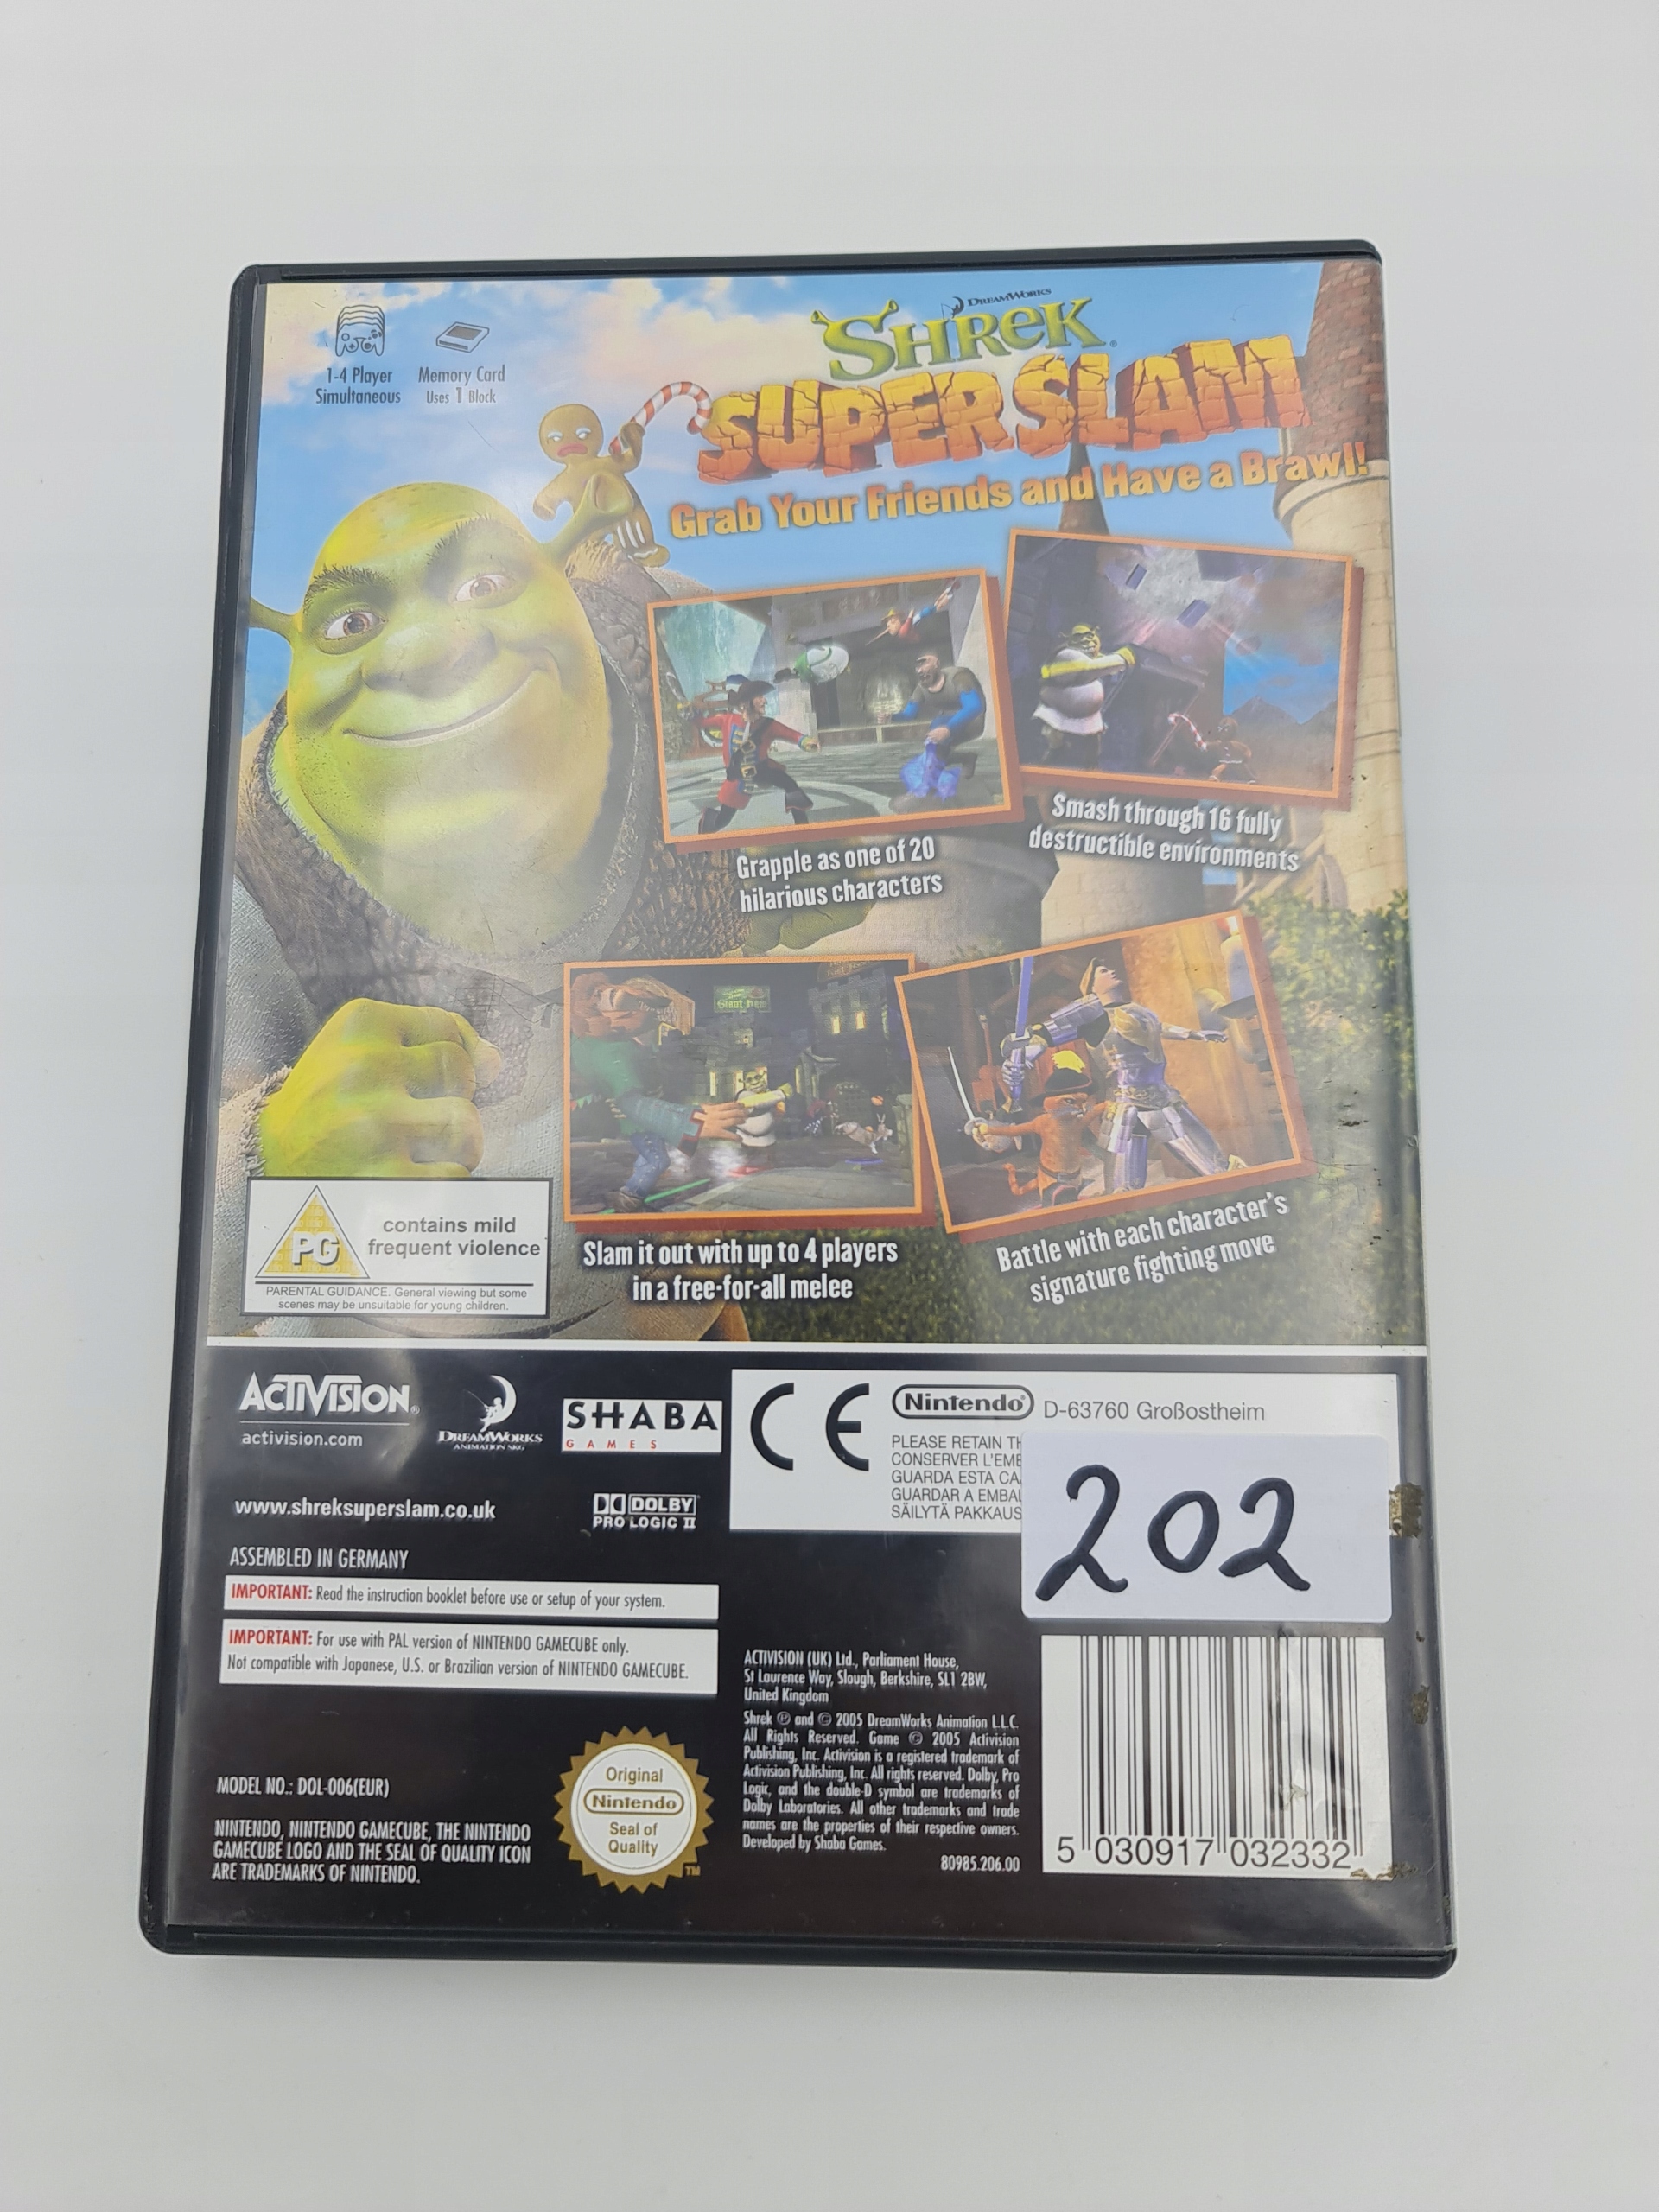 1-4 Player
Simultaneous
Memory Card
Uses 1 Block
DREAMWORKS
SHREK®
SUPERSLAM
Grab Your Friends and Have a Brawl!
Grapple as one of 20
hilarious characters
Smash through 16 fully
destructible environments
Slam it out with up to 4 players
in a free-for-all melee
Battle with each character's
signature fighting move
PG
contains mild
frequent violence
PARENTAL GUIDANCE. General viewing but some
scenes may be unsuitable for young children.
ACTIVISION®
activision.com
DREAMWORKS
ANIMATION SKG
SHABA
GAMES
CE
Nintendo®
D-63760 Großostheim
PLEASE RETAIN
CONSERVER
GUARDA ESTA
GUARDAR A
SÄILYTÄ
202
www.shreksuperslam.co.uk
DOLBY
PRO LOGIC II
ASSEMBLED IN GERMANY
IMPORTANT: Read the instruction booklet before use or setup of your system.
IMPORTANT: For use with PAL version of NINTENDO GAMECUBE only.
Not compatible with Japanese, U.S. or Brazilian version of NINTENDO GAMECUBE.
MODEL NO.: DOL-006(EUR)
NINTENDO, NINTENDO GAMECUBE, THE NINTENDO
GAMECUBE LOGO AND THE SEAL OF QUALITY ICON
ARE TRADEMARKS OF NINTENDO.
Original
Nintendo
Seal of
Quality
TM
ACTIVISION (UK) Ltd., Parliament House,
St Laurence Way, Slough, Berkshire, SL1 2BW,
United Kingdom
Shrek ® and © 2005 DreamWorks Animation L.L.C.
All Rights Reserved. Game © 2005 Activision
Publishing, Inc. Activision is a registered trademark of
Activision Publishing, Inc. All rights reserved. Dolby, Pro
Logic, and the double-D symbol are trademarks of
Dolby Laboratories. All other trademarks and trade
names are the properties of their respective owners.
Developed by Shaba Games.
80985.206.00
5 030917 032332